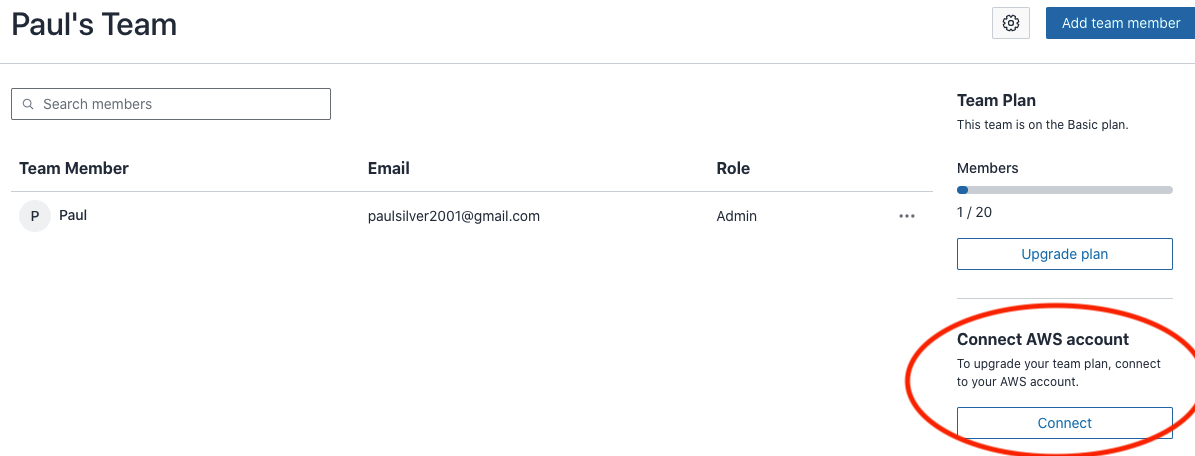 Paul's Team
Add team member
Search members
Team Member Email Role
P Paul paulsilver2001@gmail.com Admin
Team Plan
This team is on the Basic plan.
Members
1 / 20
Upgrade plan
Connect AWS account
To upgrade your team plan, connect
to your AWS account.
Connect